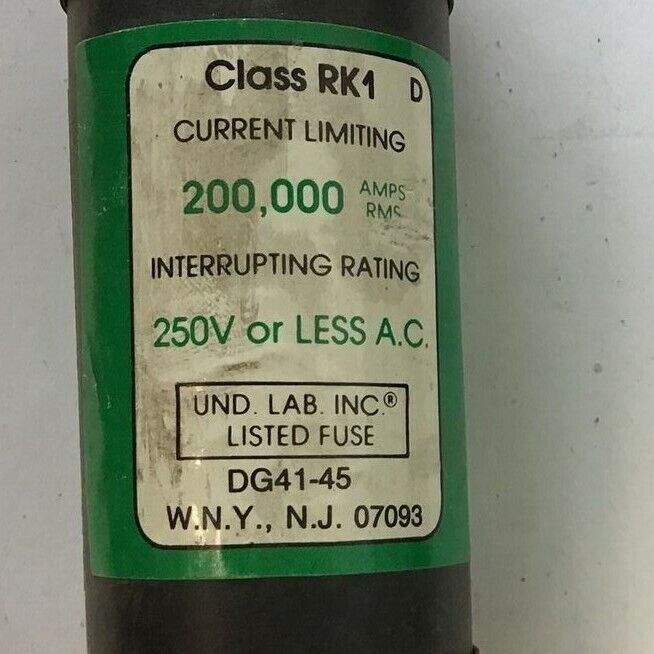 Class RK1 D
CURRENT LIMITING
200,000 AMPS
RMS
INTERRUPTING RATING
250V or LESS A.C.
UND. LAB. INC.®
LISTED FUSE
DG41-45
W.N.Y., N.J. 07093